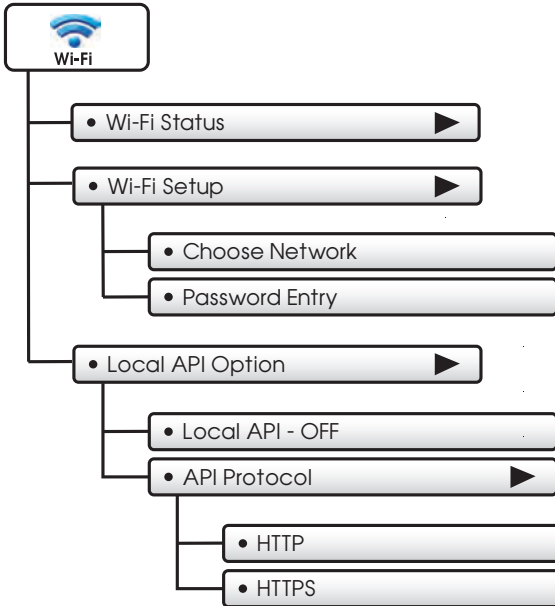 Wi-Fi
• Wi-Fi Status
• Wi-Fi Setup
• Choose Network
• Password Entry
• Local API Option
• Local API - OFF
• API Protocol
• HTTP
• HTTPS